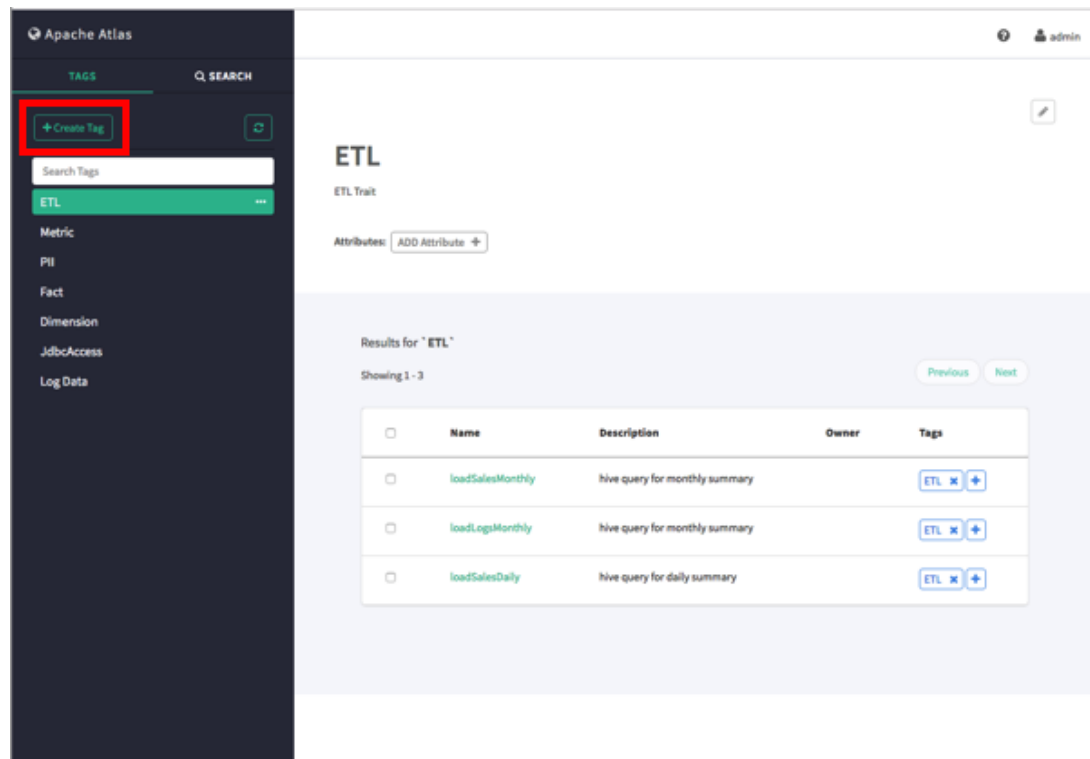 Apache Atlas
admin
TAGS
SEARCH
+ Create Tag
Search Tags
ETL
Metric
PII
Fact
Dimension
JdbcAccess
Log Data
ETL
ETL Trait
Attributes: ADD Attribute +
Results for `ETL`
Showing 1 - 3
Previous Next
Name Description Owner Tags
loadSalesMonthly hive query for monthly summary ETL × +
loadLogsMonthly hive query for monthly summary ETL × +
loadSalesDaily hive query for daily summary ETL × +